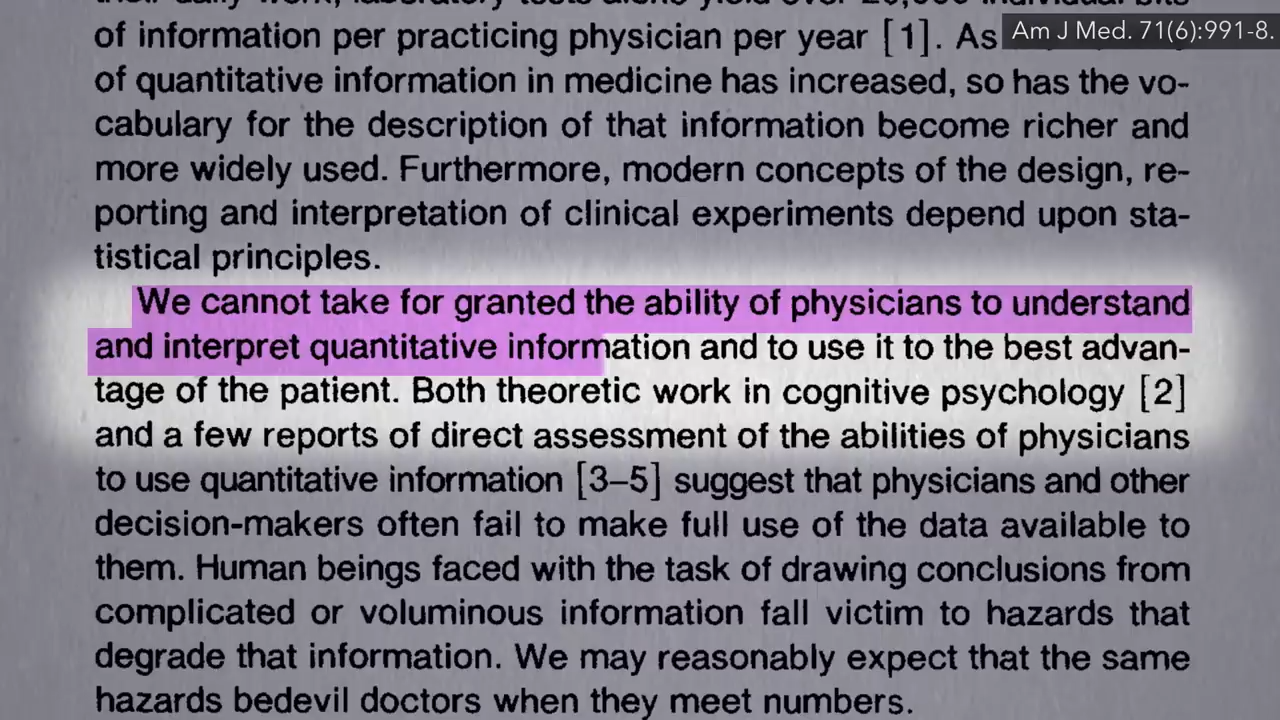 Am J Med. 71(6):991-8.
of information per practicing physician per year [1]. As
of quantitative information in medicine has increased, so has the vo-
cabulary for the description of that information become richer and
more widely used. Furthermore, modern concepts of the design, re-
porting and interpretation of clinical experiments depend upon sta-
tistical principles.
We cannot take for granted the ability of physicians to understand
and interpret quantitative information and to use it to the best advan-
tage of the patient. Both theoretic work in cognitive psychology [2]
and a few reports of direct assessment of the abilities of physicians
to use quantitative information [3–5] suggest that physicians and other
decision-makers often fail to make full use of the data available to
them. Human beings faced with the task of drawing conclusions from
complicated or voluminous information fall victim to hazards that
degrade that information. We may reasonably expect that the same
hazards bedevil doctors when they meet numbers.